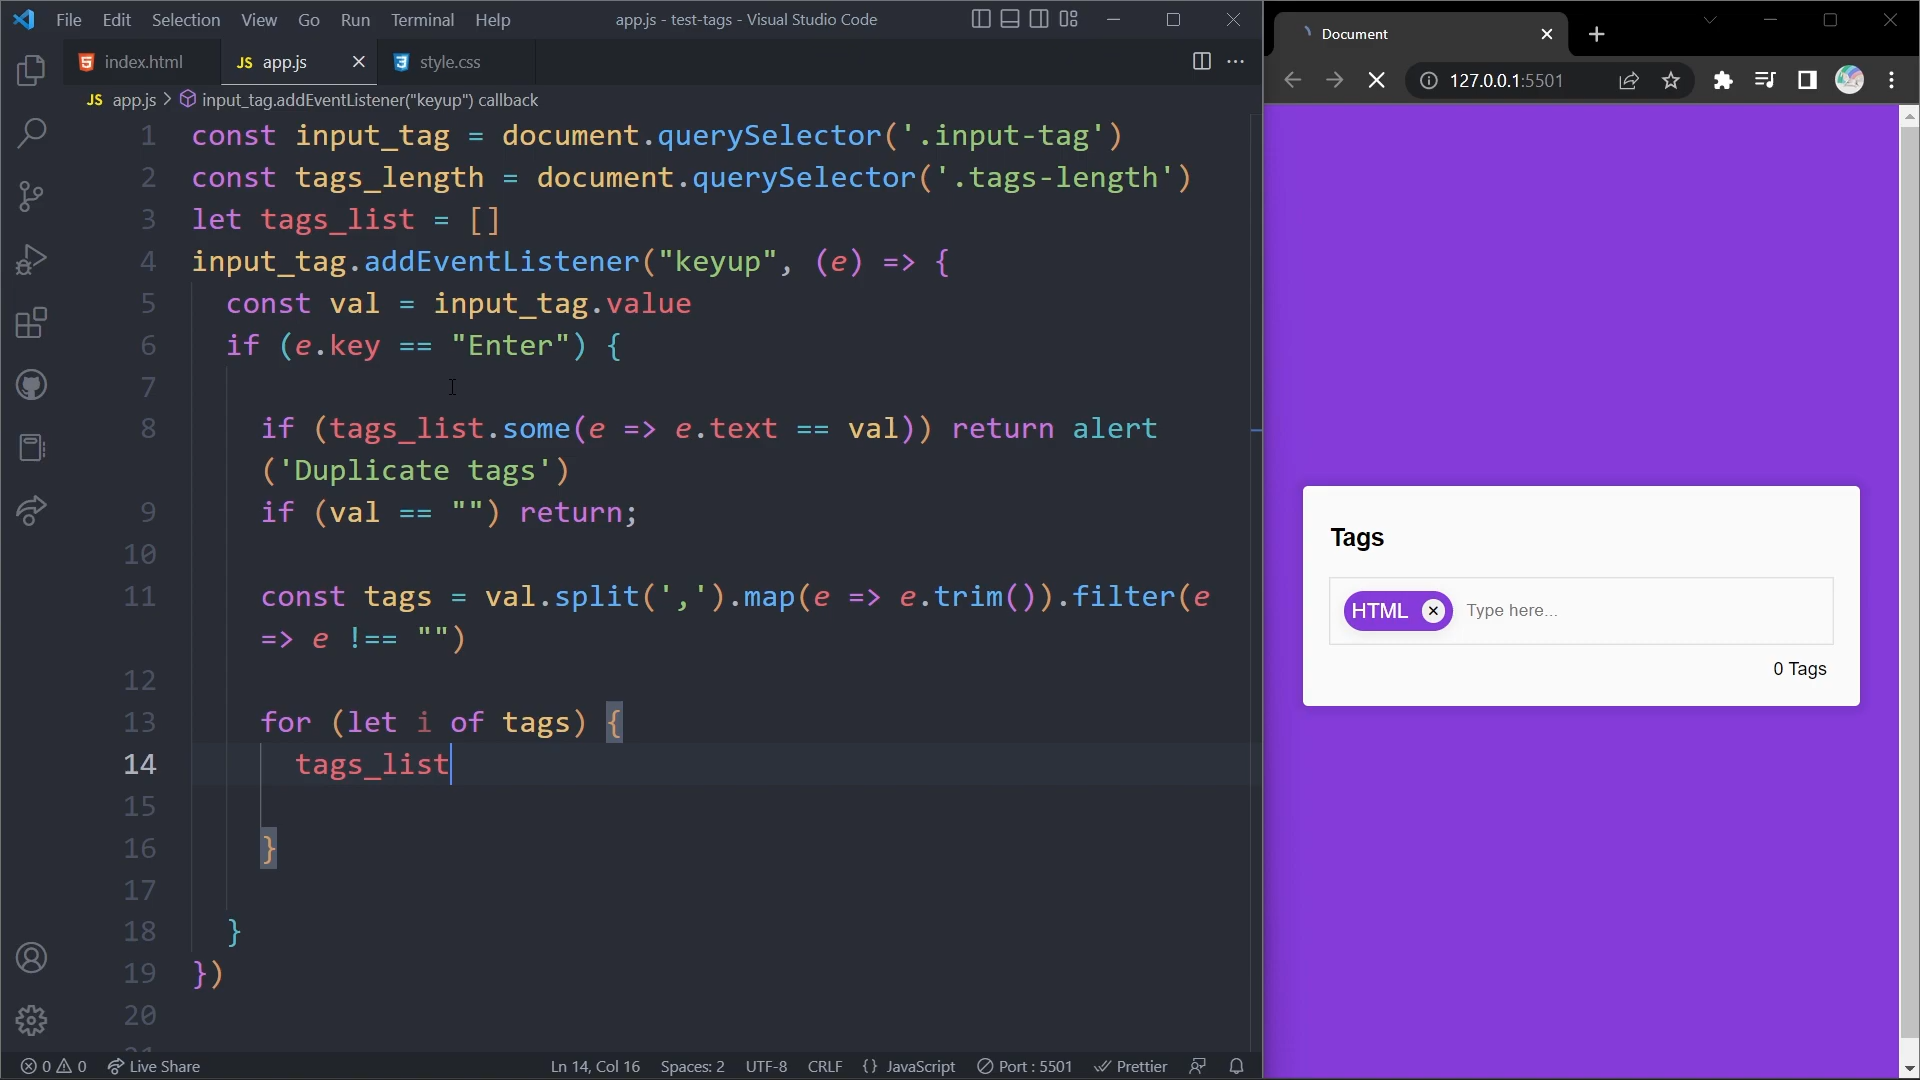 File Edit Selection View Go Run Terminal Help
app.js - test-tags - Visual Studio Code
index.html
JS app.js
style.css
JS app.js > input_tag.addEventListener("keyup") callback
1 const input_tag = document.querySelector('.input-tag')
2 const tags_length = document.querySelector('.tags-length')
3 let tags_list = []
4 input_tag.addEventListener("keyup", (e) => {
5 const val = input_tag.value
6 if (e.key == "Enter") {
7
8 if (tags_list.some(e => e.text == val)) return alert
('Duplicate tags')
9 if (val == "") return;
10
11 const tags = val.split(',').map(e => e.trim()).filter(e
=> e !== "")
12
13 for (let i of tags) {
14 tags_list
15
16 }
17
18 }
19 })
20
21
0 0 Live Share
Ln 14, Col 16 Spaces: 2 UTF-8 CRLF {} JavaScript Port : 5501 Prettier
Document
127.0.0.1:5501
Tags
HTML
Type here...
0 Tags